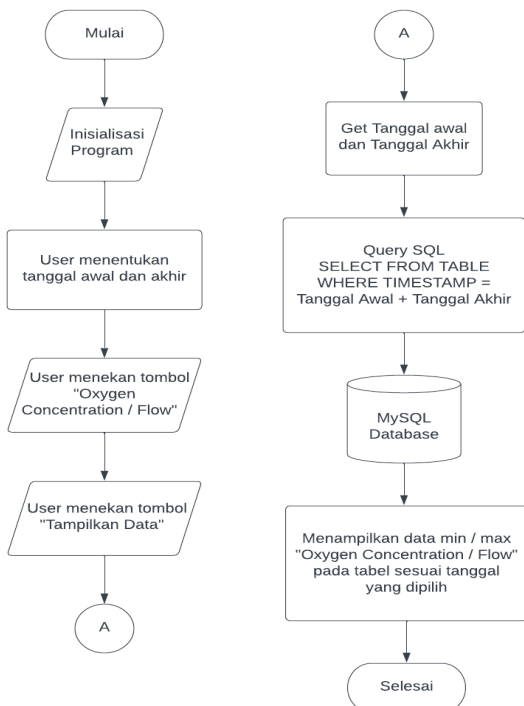 Mulai
Inisialisasi
Program
User menentukan
tanggal awal dan akhir
User menekan tombol
"Oxygen
Concentration / Flow"
User menekan tombol
"Tampilkan Data"
A
A
Get Tanggal awal
dan Tanggal Akhir
Query SQL
SELECT FROM TABLE
WHERE TIMESTAMP =
Tanggal Awal + Tanggal Akhir
MySQL
Database
Menampilkan data min / max
"Oxygen Concentration / Flow"
pada tabel sesuai tanggal
yang dipilih
Selesai